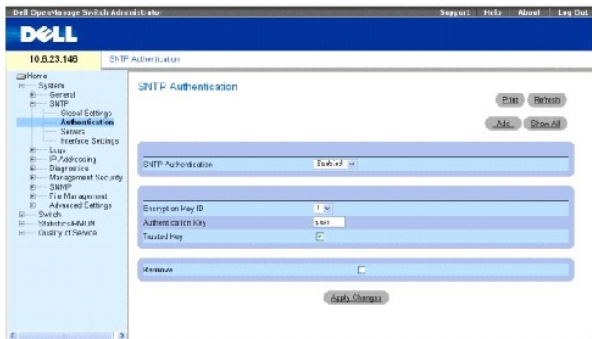 Dell OpenManage Switch Administrator
Support Help About Log Out
DELL
10.6.23.146
SNTP Authentication
Home
System
General
SNTP
Global Settings
Authentication
Servers
Interface Settings
Logs
IP Addressing
Diagnostics
Management Security
SNMP
File Management
Advanced Settings
Switch
Statistics/RMON
Quality of Service
SNTP Authentication
Print Refresh
Add Show All
SNTP Authentication Enabled
Encryption Key ID 1
Authentication Key
Trusted Key
Remove
Apply Changes